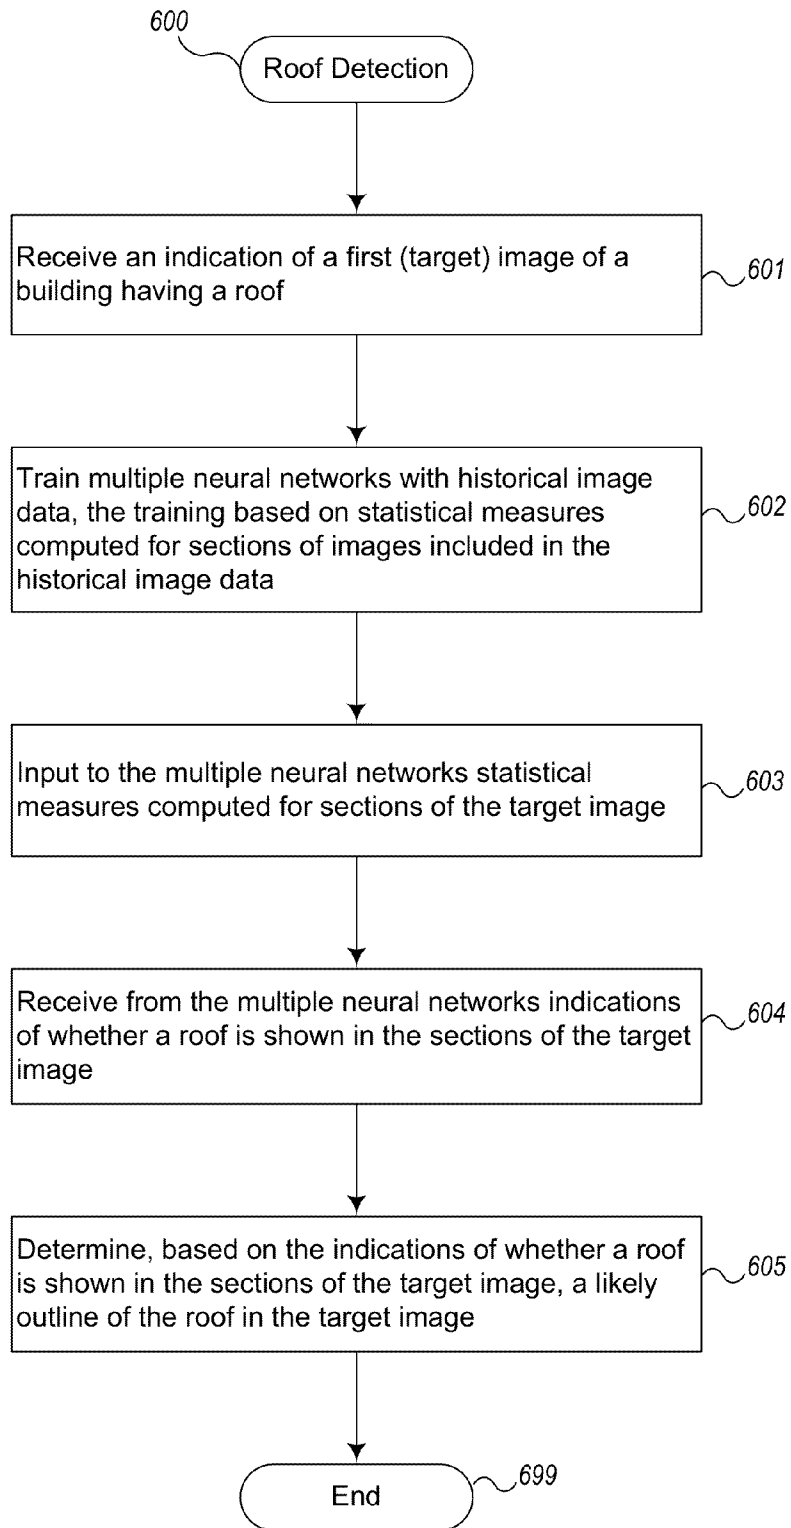 600
Roof Detection
Receive an indication of a first (target) image of a
building having a roof
601
Train multiple neural networks with historical image
data, the training based on statistical measures
computed for sections of images included in the
historical image data
602
Input to the multiple neural networks statistical
measures computed for sections of the target image
603
Receive from the multiple neural networks indications
of whether a roof is shown in the sections of the target
image
604
Determine, based on the indications of whether a roof
is shown in the sections of the target image, a likely
outline of the roof in the target image
605
End
699